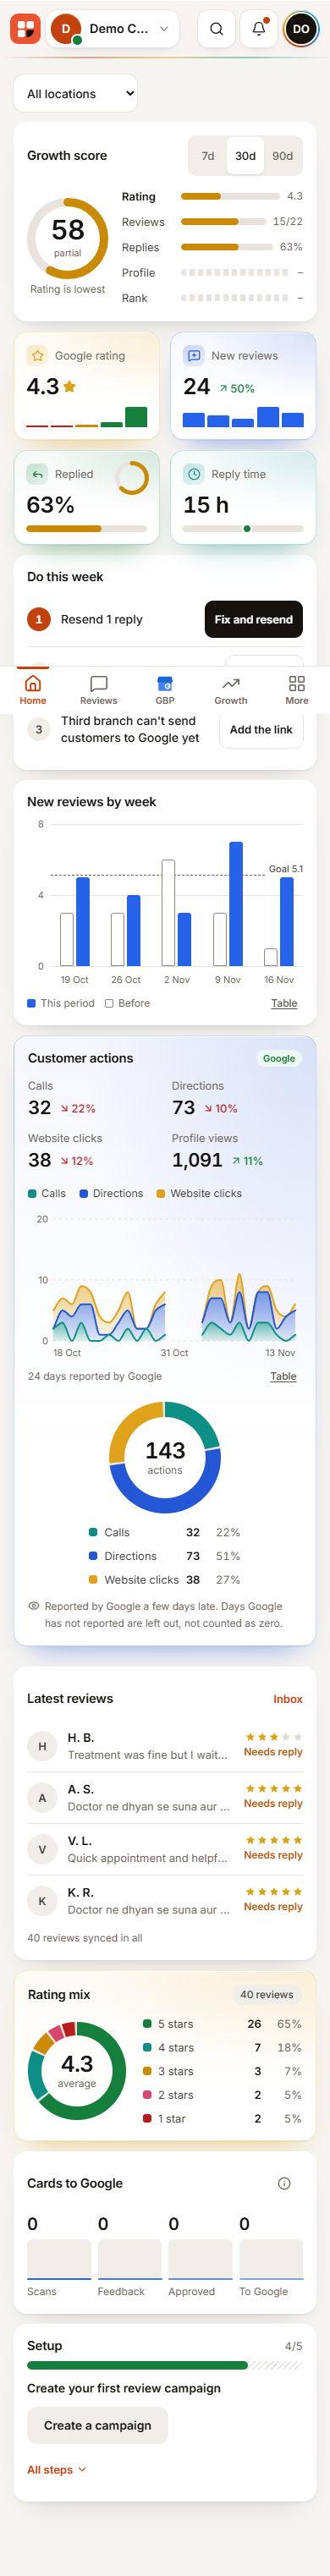 D
Demo C...
DO
All locations
Growth score
7d
30d
90d
58
partial
Rating is lowest
Rating
4.3
Reviews
15/22
Replies
63%
Profile
–
Rank
–
Google rating
4.3
New reviews
24
50%
Replied
63%
Reply time
15 h
Do this week
1
Resend 1 reply
Fix and resend
Home
Reviews
GBP
Growth
More
3
Third branch can't send
customers to Google yet
Add the link
New reviews by week
8
4
0
Goal 5.1
19 Oct
26 Oct
2 Nov
9 Nov
16 Nov
This period
Before
Table
Customer actions
Google
Calls
32
22%
Directions
73
10%
Website clicks
38
12%
Profile views
1,091
11%
Calls
Directions
Website clicks
20
10
0
18 Oct
31 Oct
13 Nov
24 days reported by Google
Table
143
actions
Calls
32
22%
Directions
73
51%
Website clicks
38
27%
Reported by Google a few days late. Days Google
has not reported are left out, not counted as zero.
Latest reviews
Inbox
H
H. B.
Treatment was fine but I wait...
Needs reply
A
A. S.
Doctor ne dhyan se suna aur ...
Needs reply
V
V. L.
Quick appointment and helpf...
Needs reply
K
K. R.
Doctor ne dhyan se suna aur ...
Needs reply
40 reviews synced in all
Rating mix
40 reviews
4.3
average
5 stars
26
65%
4 stars
7
18%
3 stars
3
7%
2 stars
2
5%
1 star
2
5%
Cards to Google
0
0
0
0
Scans
Feedback
Approved
To Google
Setup
4/5
Create your first review campaign
Create a campaign
All steps